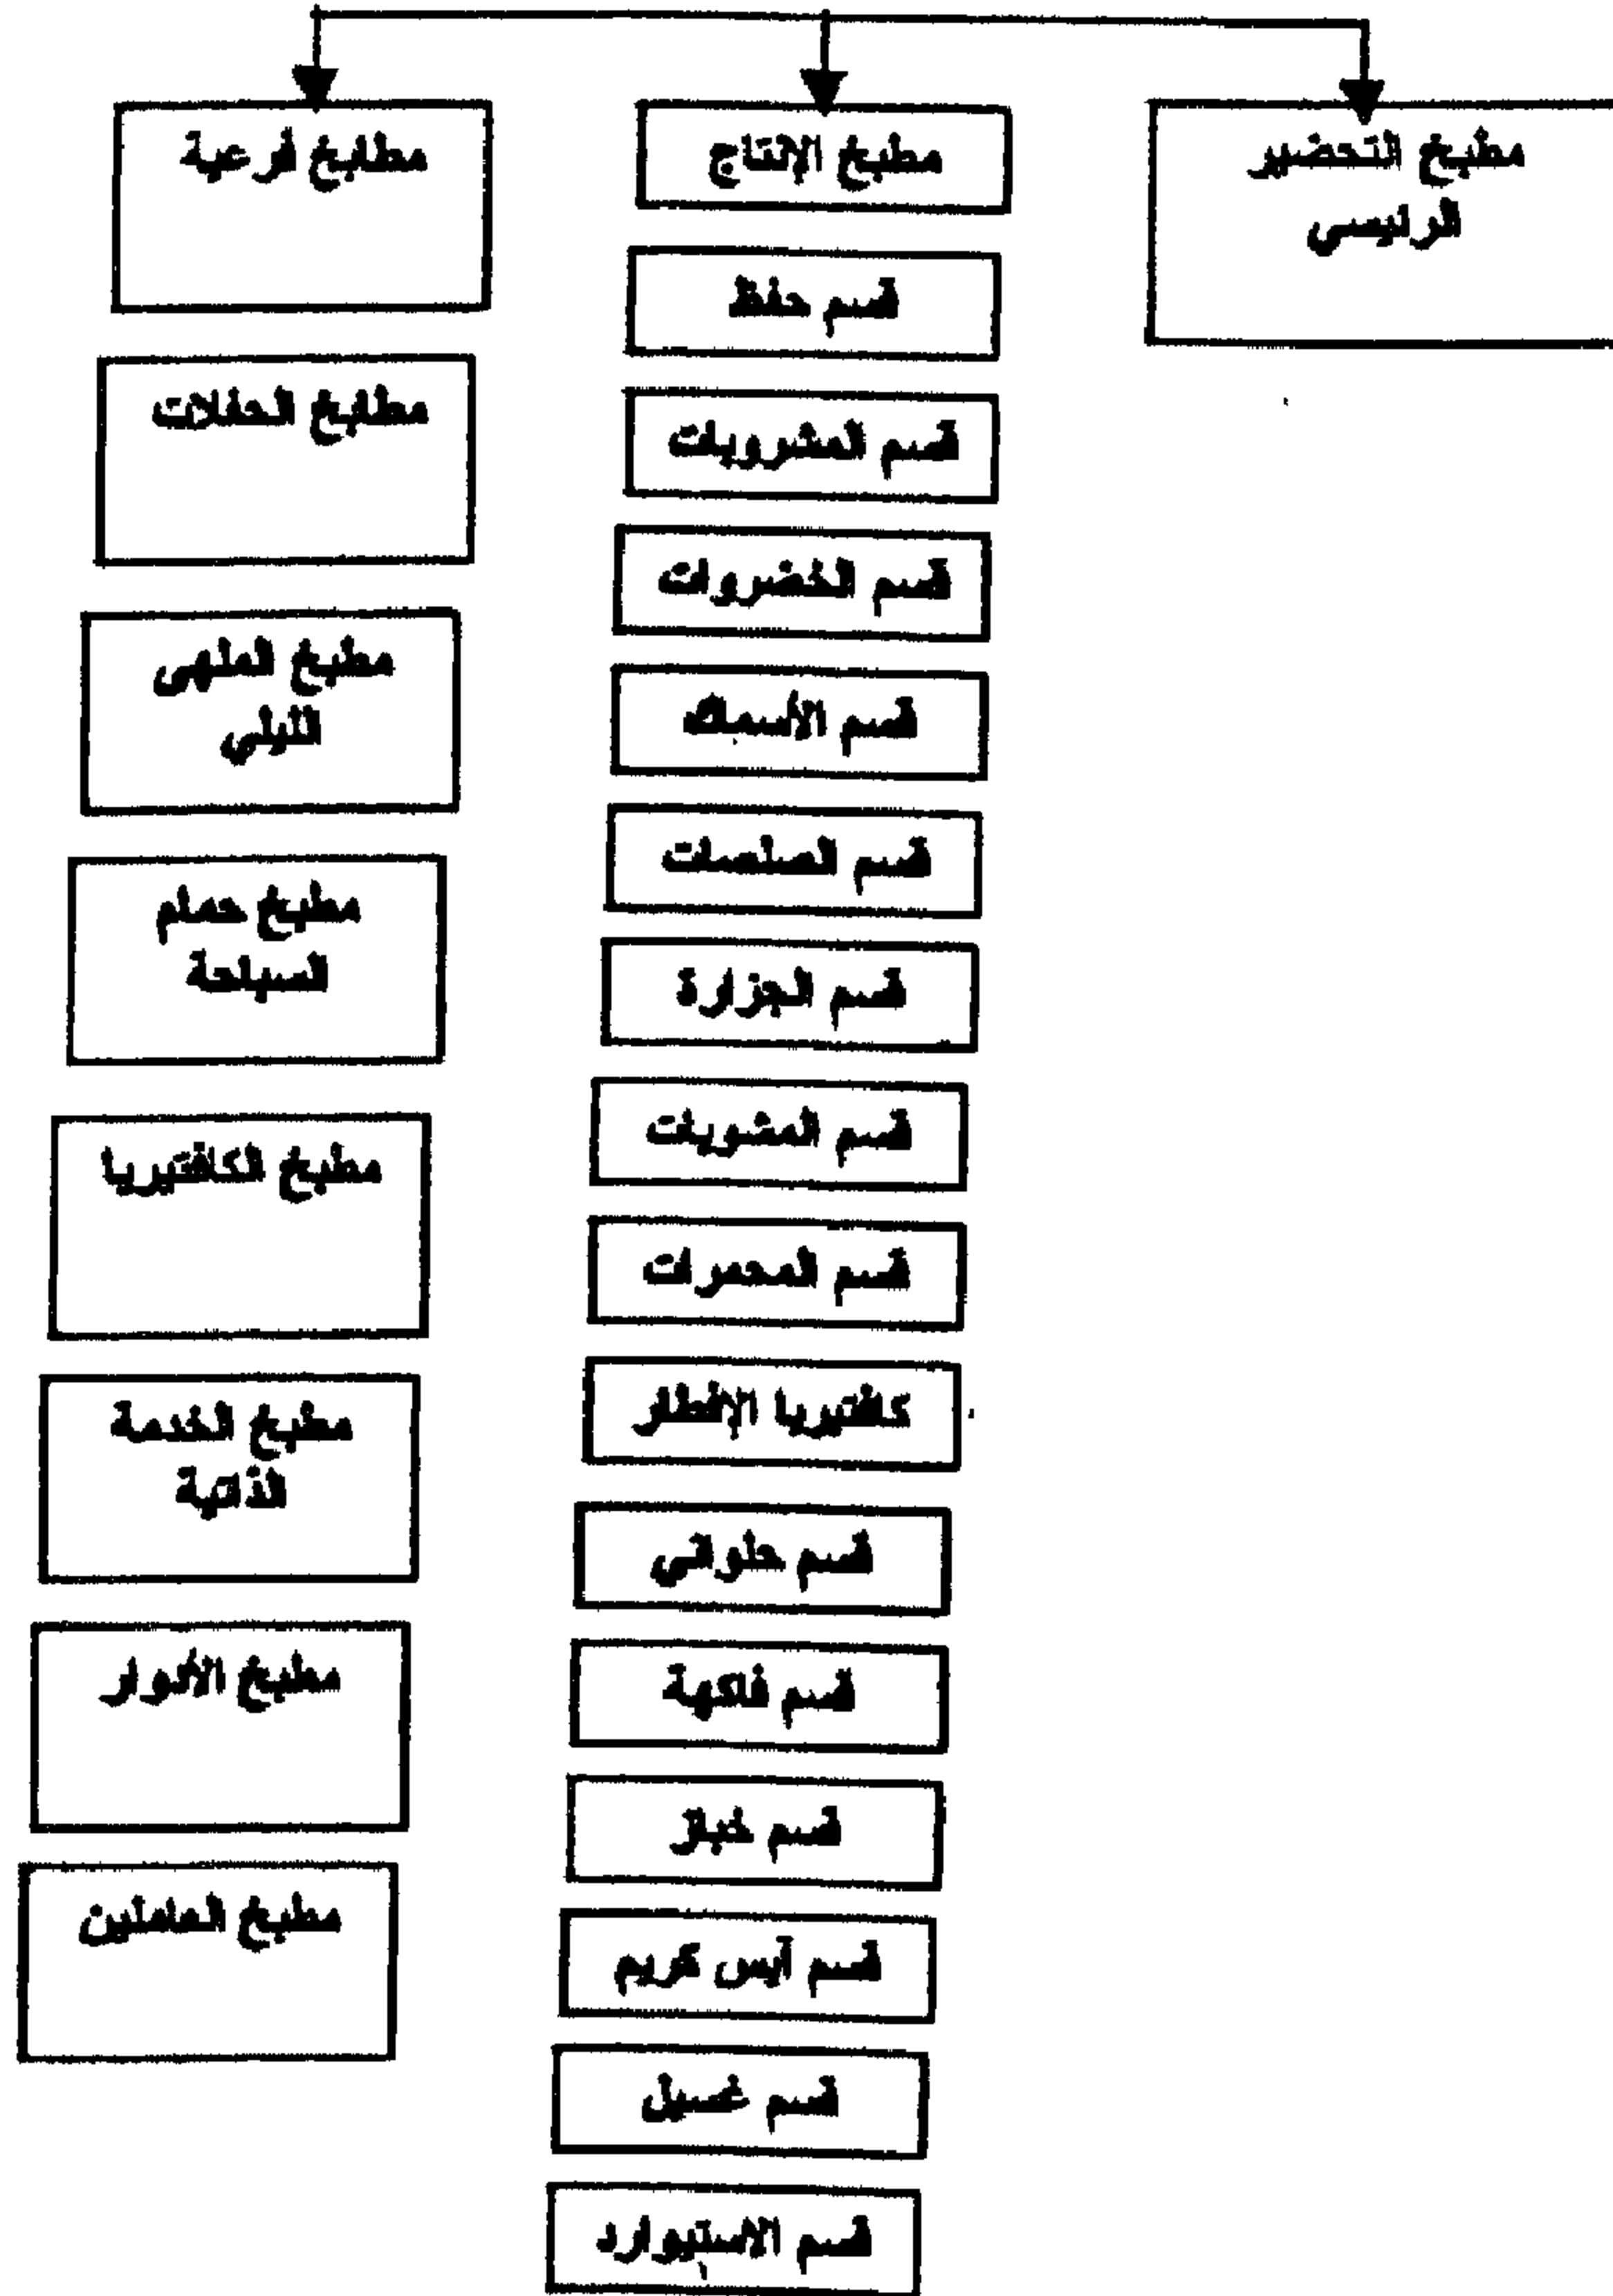 مطبخ التحضير
الرئيسي
مطبخ الإنتاج
قسم حفظ
قسم المشروبات
قسم الخضروات
قسم الأسماك
قسم الصلصات
قسم الجزارة
قسم المشويات
قسم المحمرات
كافتيريا الإفطار
قسم حلواني
قسم فاكهة
قسم خباز
قسم آيس كريم
قسم غسيل
قسم الاستيوارد
مطابخ فرعية
مطابخ الحفلات
مطبخ الملهى
الليلي
مطبخ حمام
السباحة
مطبخ الكافتيريا
مطبخ الخدمة
الذاتية
مطبخ الأدوار
مطبخ العاملين